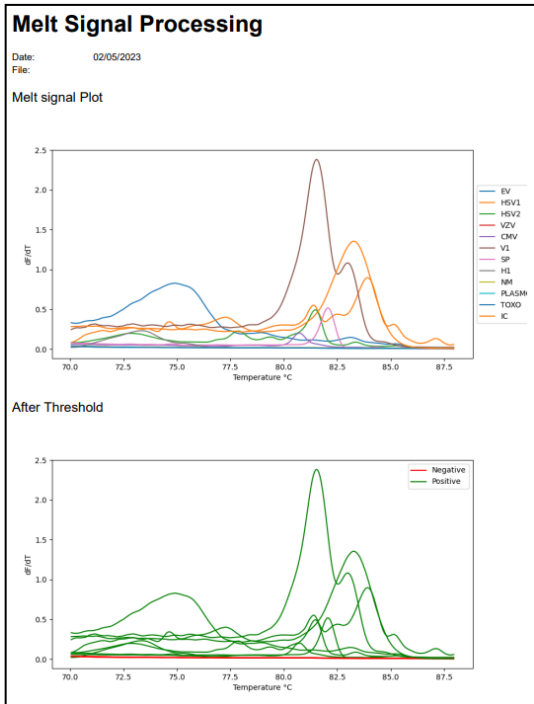 Melt Signal Processing
Date: 02/05/2023
File:
Melt signal Plot
2.5
2.0
1.5
1.0
0.5
0.0
dF/dT
70.0 72.5 75.0 77.5 80.0 82.5 85.0 87.5
Temperature °C
EV
HSV1
HSV2
VZV
CMV
V1
SP
H1
NM
PLASM
TOXO
IC
After Threshold
2.5
2.0
1.5
1.0
0.5
0.0
dF/dT
70.0 72.5 75.0 77.5 80.0 82.5 85.0 87.5
Temperature °C
Negative
Positive